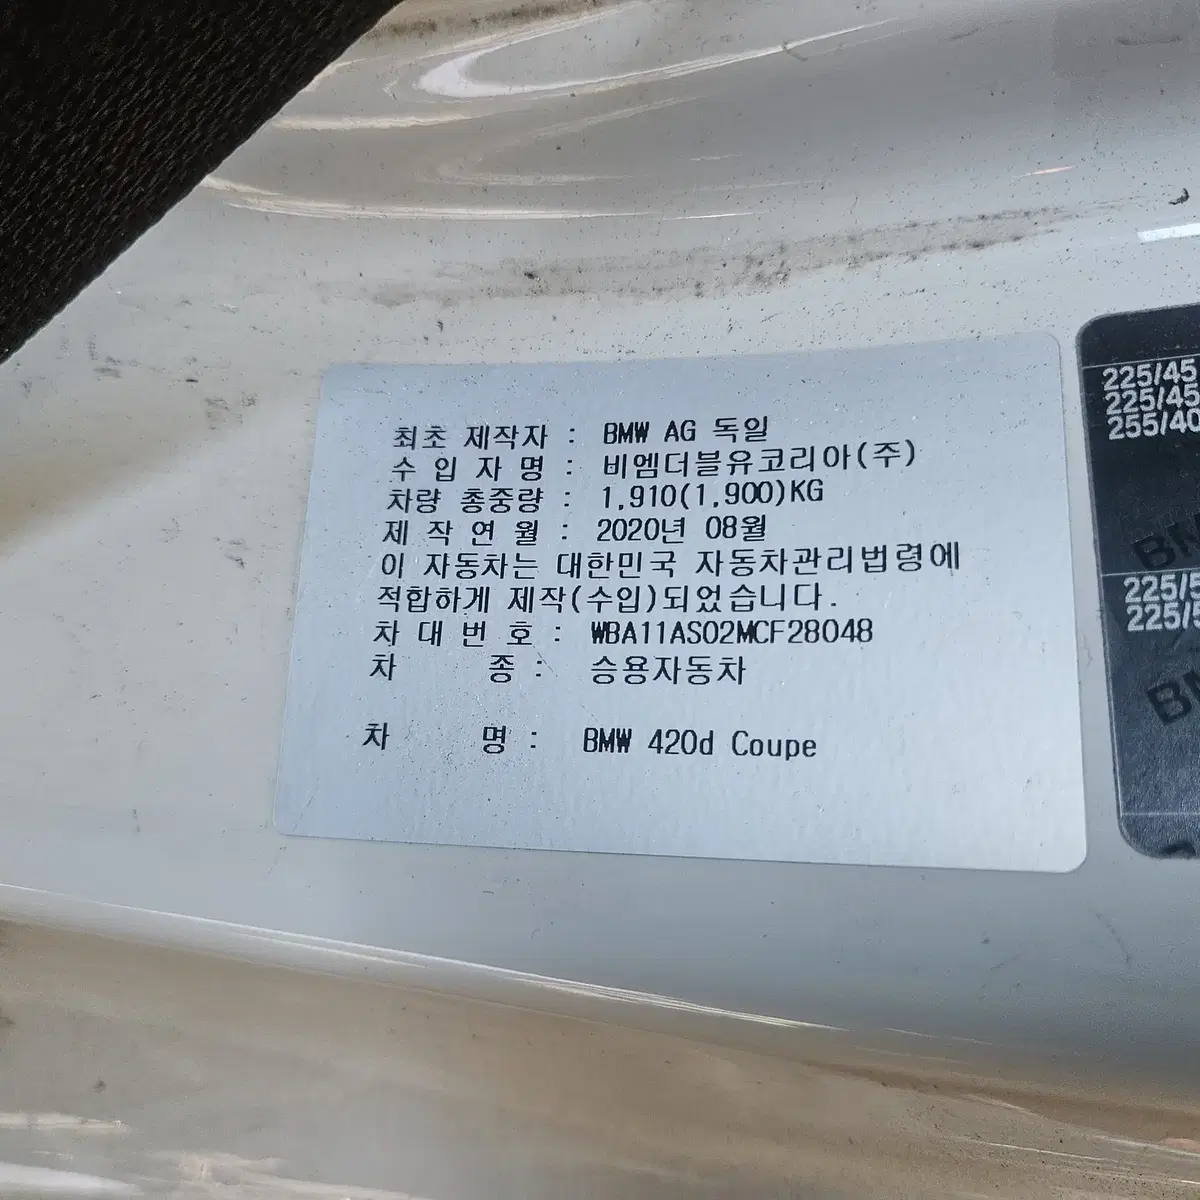 최초 제작자 : BMW AG 독일
수 입 자 명 : 비엠더블유코리아(주)
차량 총중량 : 1,910(1,900)KG
제 작 연 월 : 2020년 08월
이 자동차는 대한민국 자동차관리법령에
적합하게 제작(수입)되었습니다.
차 대 번 호 : WBA11AS02MCF28048
차 종 : 승용자동차
차 명 : BMW 420d Coupe
225/45
225/45
255/40
225/5
225/5